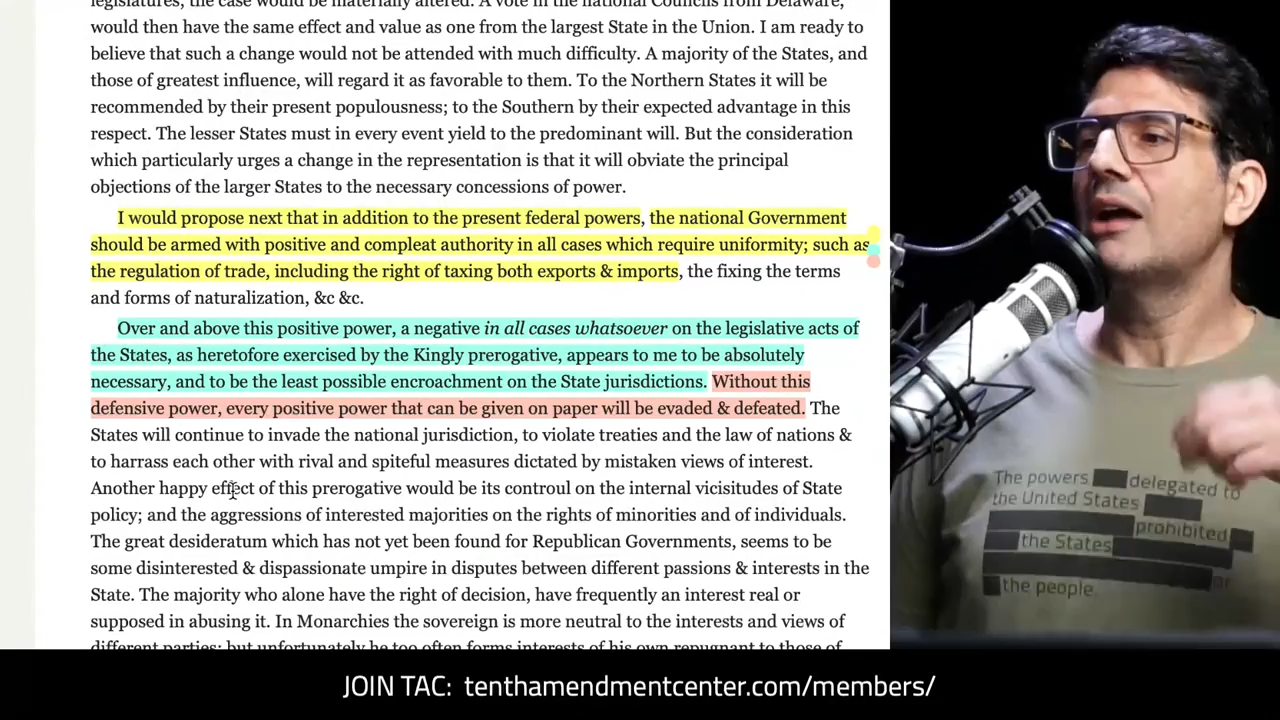 legislatures, the case would be materially altered. A vote in the national Councils from Delaware,
would then have the same effect and value as one from the largest State in the Union. I am ready to
believe that such a change would not be attended with much difficulty. A majority of the States, and
those of greatest influence, will regard it as favorable to them. To the Northern States it will be
recommended by their present populousness; to the Southern by their expected advantage in this
respect. The lesser States must in every event yield to the predominant will. But the consideration
which particularly urges a change in the representation is that it will obviate the principal
objections of the larger States to the necessary concessions of power.
I would propose next that in addition to the present federal powers, the national Government
should be armed with positive and compleat authority in all cases which require uniformity; such as
the regulation of trade, including the right of taxing both exports & imports, the fixing the terms
and forms of naturalization, &c &c.
Over and above this positive power, a negative in all cases whatsoever on the legislative acts of
the States, as heretofore exercised by the Kingly prerogative, appears to me to be absolutely
necessary, and to be the least possible encroachment on the State jurisdictions. Without this
defensive power, every positive power that can be given on paper will be evaded & defeated. The
States will continue to invade the national jurisdiction, to violate treaties and the law of nations &
to harrass each other with rival and spiteful measures dictated by mistaken views of interest.
Another happy effect of this prerogative would be its controul on the internal vicisitudes of State
policy; and the aggressions of interested majorities on the rights of minorities and of individuals.
The great desideratum which has not yet been found for Republican Governments, seems to be
some disinterested & dispassionate umpire in disputes between different passions & interests in the
State. The majority who alone have the right of decision, have frequently an interest real or
supposed in abusing it. In Monarchies the sovereign is more neutral to the interests and views of
different parties; but unfortunately he too often forms interests of his own repugnant to those of
The powers delegated to
the United States
prohibited
the States
or
the people.
JOIN TAC: tenthamendmentcenter.com/members/